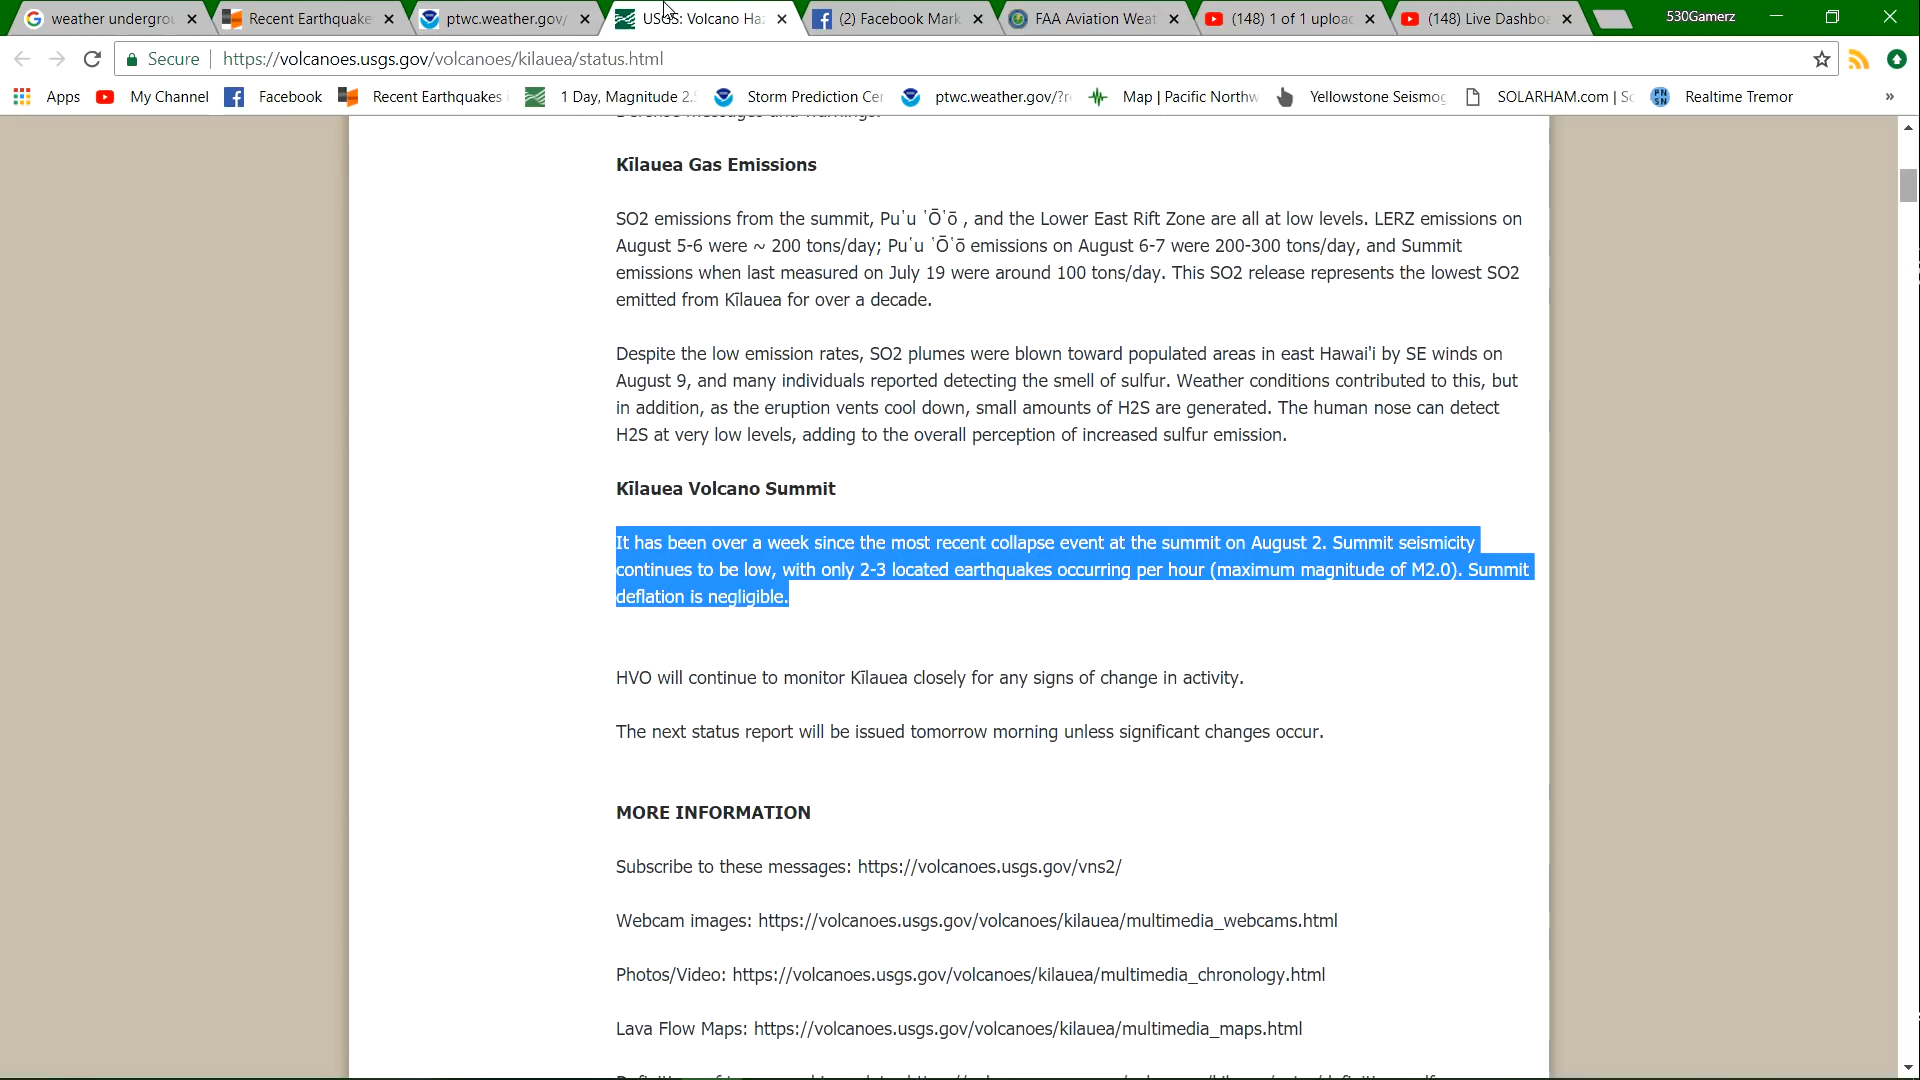 weather undergrou
Recent Earthquake
ptwc.weather.gov/
USGS: Volcano Haz
(2) Facebook Mark
FAA Aviation Weat
(148) 1 of 1 uploa
(148) Live Dashbo
530Gamerz
Secure
https://volcanoes.usgs.gov/volcanoes/kilauea/status.html
Apps
My Channel
Facebook
Recent Earthquakes
1 Day, Magnitude 2.
Storm Prediction Cen
ptwc.weather.gov/?r
Map | Pacific Northw
Yellowstone Seismog
SOLARHAM.com | So
PN SN
Realtime Tremor
»
Defense messages and warnings.
Kīlauea Gas Emissions
SO2 emissions from the summit, Puʻu ʻŌʻō , and the Lower East Rift Zone are all at low levels. LERZ emissions on
August 5-6 were ~ 200 tons/day; Puʻu ʻŌʻō emissions on August 6-7 were 200-300 tons/day, and Summit
emissions when last measured on July 19 were around 100 tons/day. This SO2 release represents the lowest SO2
emitted from Kīlauea for over a decade.
Despite the low emission rates, SO2 plumes were blown toward populated areas in east Hawai'i by SE winds on
August 9, and many individuals reported detecting the smell of sulfur. Weather conditions contributed to this, but
in addition, as the eruption vents cool down, small amounts of H2S are generated. The human nose can detect
H2S at very low levels, adding to the overall perception of increased sulfur emission.
Kīlauea Volcano Summit
It has been over a week since the most recent collapse event at the summit on August 2. Summit seismicity
continues to be low, with only 2-3 located earthquakes occurring per hour (maximum magnitude of M2.0). Summit
deflation is negligible.
HVO will continue to monitor Kīlauea closely for any signs of change in activity.
The next status report will be issued tomorrow morning unless significant changes occur.
MORE INFORMATION
Subscribe to these messages: https://volcanoes.usgs.gov/vns2/
Webcam images: https://volcanoes.usgs.gov/volcanoes/kilauea/multimedia_webcams.html
Photos/Video: https://volcanoes.usgs.gov/volcanoes/kilauea/multimedia_chronology.html
Lava Flow Maps: https://volcanoes.usgs.gov/volcanoes/kilauea/multimedia_maps.html